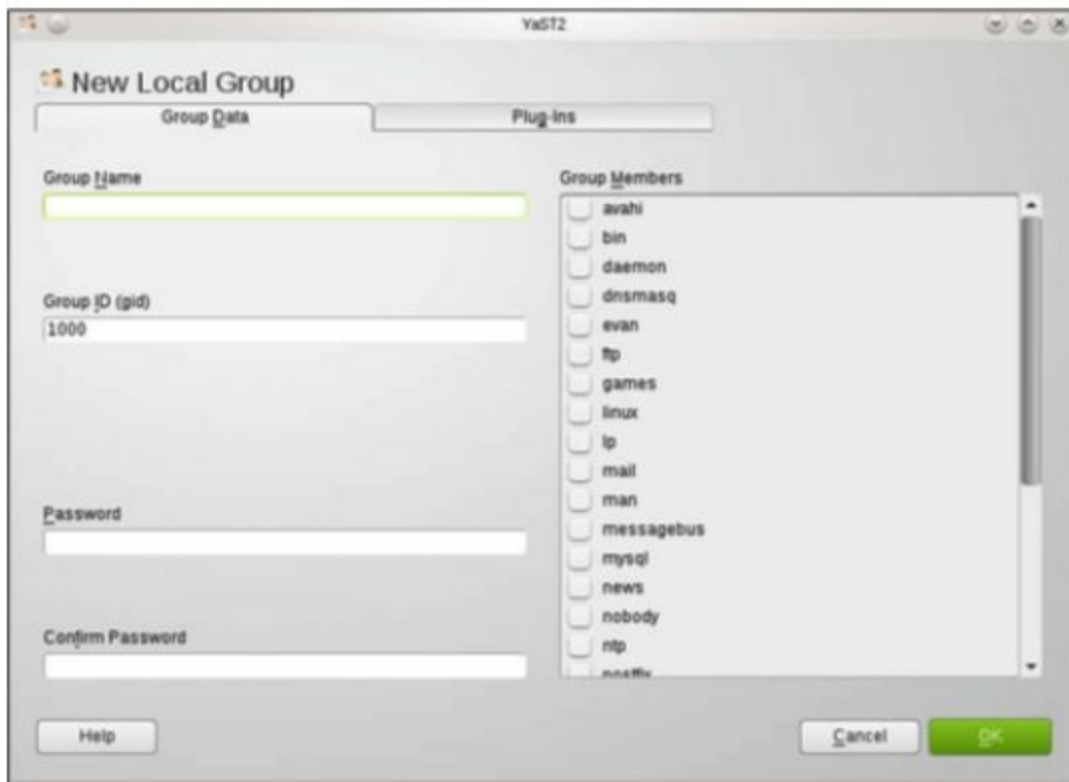 YaST2
New Local Group
Group Data
Plug-Ins
Group Name
Group ID (gid)
1000
Password
Confirm Password
Group Members
avahi
bin
daemon
dnsmasq
evan
ftp
games
linux
lp
mail
man
messagebus
mysql
news
nobody
ntp
postfix
Help
Cancel
OK